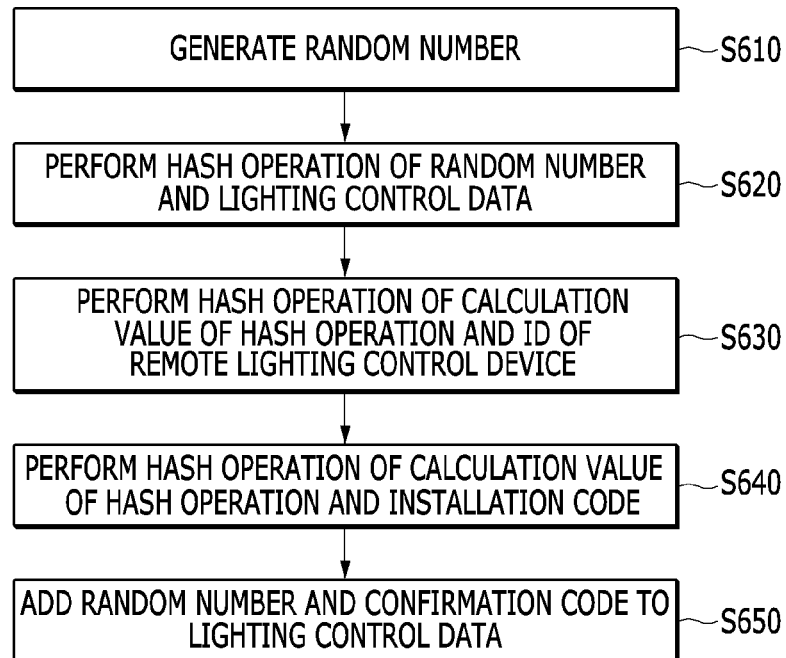 GENERATE RANDOM NUMBER
S610
PERFORM HASH OPERATION OF RANDOM NUMBER
AND LIGHTING CONTROL DATA
S620
PERFORM HASH OPERATION OF CALCULATION
VALUE OF HASH OPERATION AND ID OF
REMOTE LIGHTING CONTROL DEVICE
S630
PERFORM HASH OPERATION OF CALCULATION VALUE
OF HASH OPERATION AND INSTALLATION CODE
S640
ADD RANDOM NUMBER AND CONFIRMATION CODE TO
LIGHTING CONTROL DATA
S650